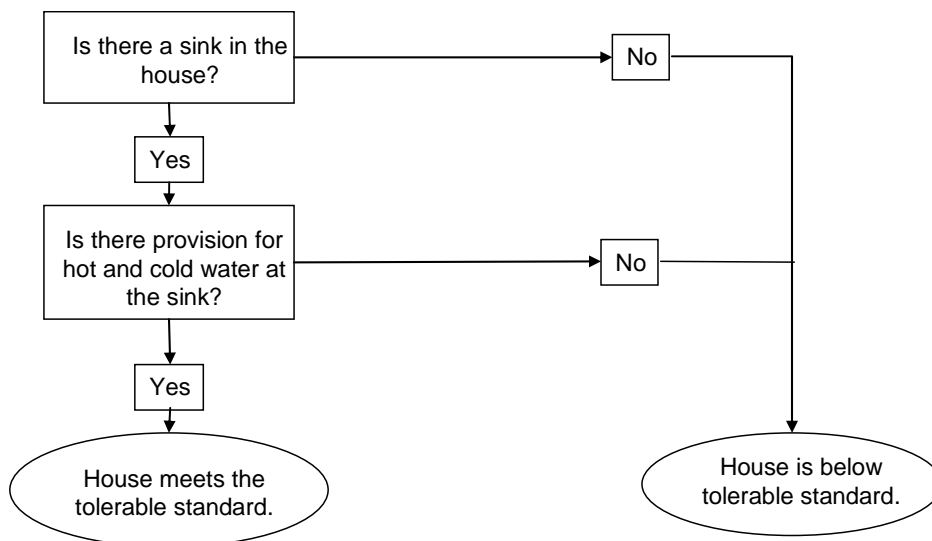 Is there a sink in the
house?
No
Yes
Is there provision for
hot and cold water at
the sink?
No
Yes
House meets the
tolerable standard.
House is below
tolerable standard.